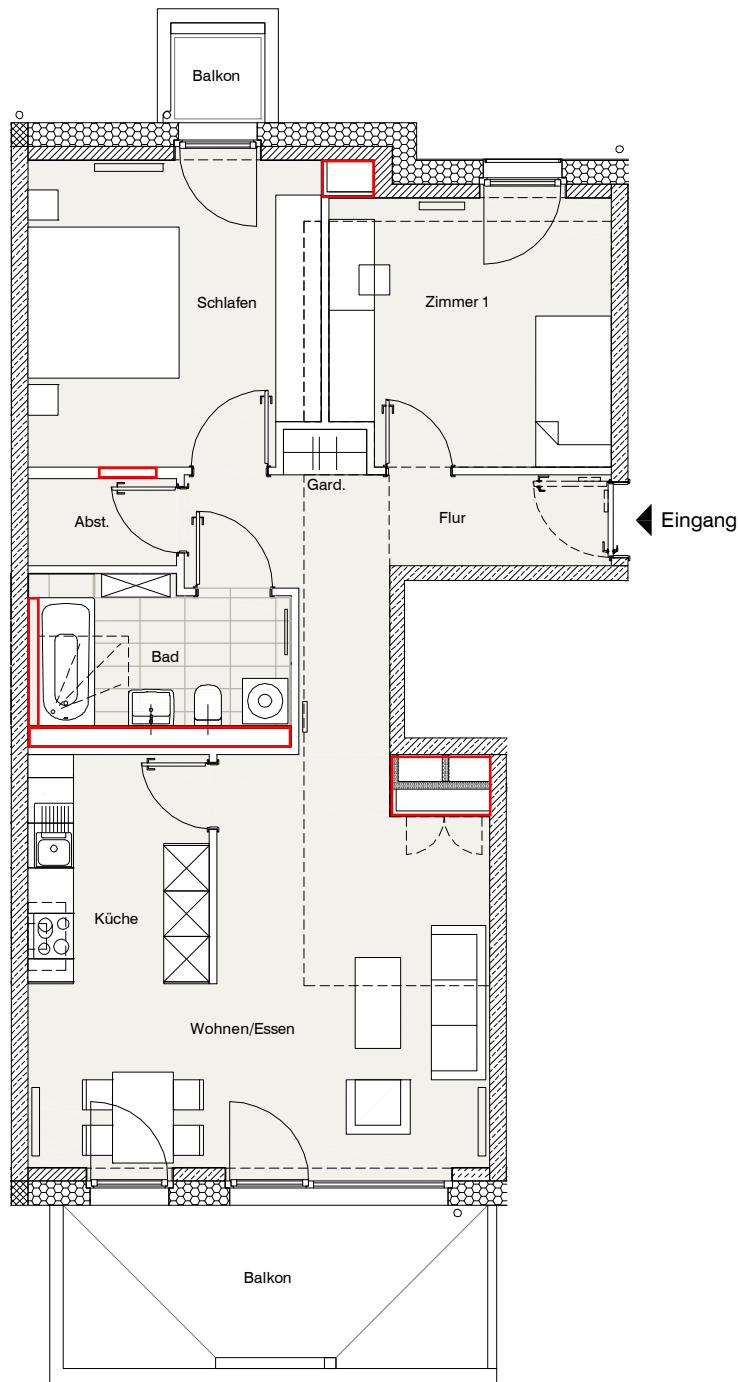 Balkon
Schlafen
Zimmer 1
Gard.
Abst.
Flur
Eingang
Bad
Küche
Wohnen/Essen
Balkon